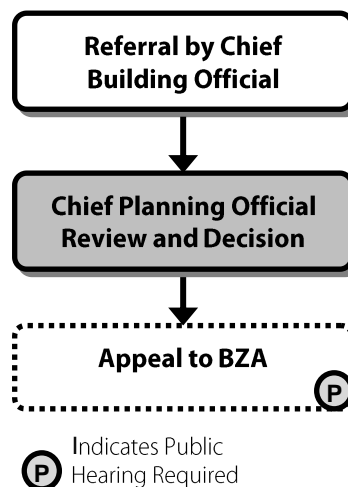 Referral by Chief
Building Official
Chief Planning Official
Review and Decision
Appeal to BZA
P
Indicates Public
P Hearing Required